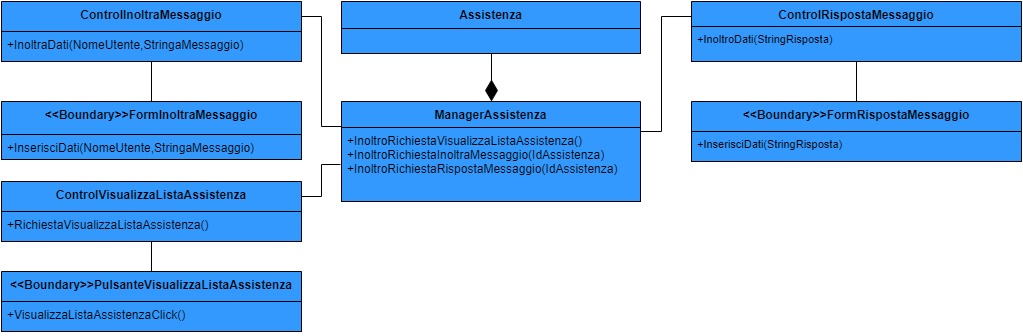 ControlInoltraMessaggio
+InoltraDati(NomeUtente,StringaMessaggio)
<<Boundary>>FormInoltraMessaggio
+InserisciDati(NomeUtente,StringaMessaggio)
ControlVisualizzaListaAssistenza
+RichiestaVisualizzaListaAssistenza()
<<Boundary>>PulsanteVisualizzaListaAssistenza
+VisualizzaListaAssistenzaClick()
Assistenza
ManagerAssistenza
+InoltroRichiestaVisualizzaListaAssistenza()
+InoltroRichiestaInoltraMessaggio(IdAssistenza)
+InoltroRichiestaRispostaMessaggio(IdAssistenza)
ControlRispostaMessaggio
+InoltroDati(StringRisposta)
<<Boundary>>FormRispostaMessaggio
+InserisciDati(StringRisposta)